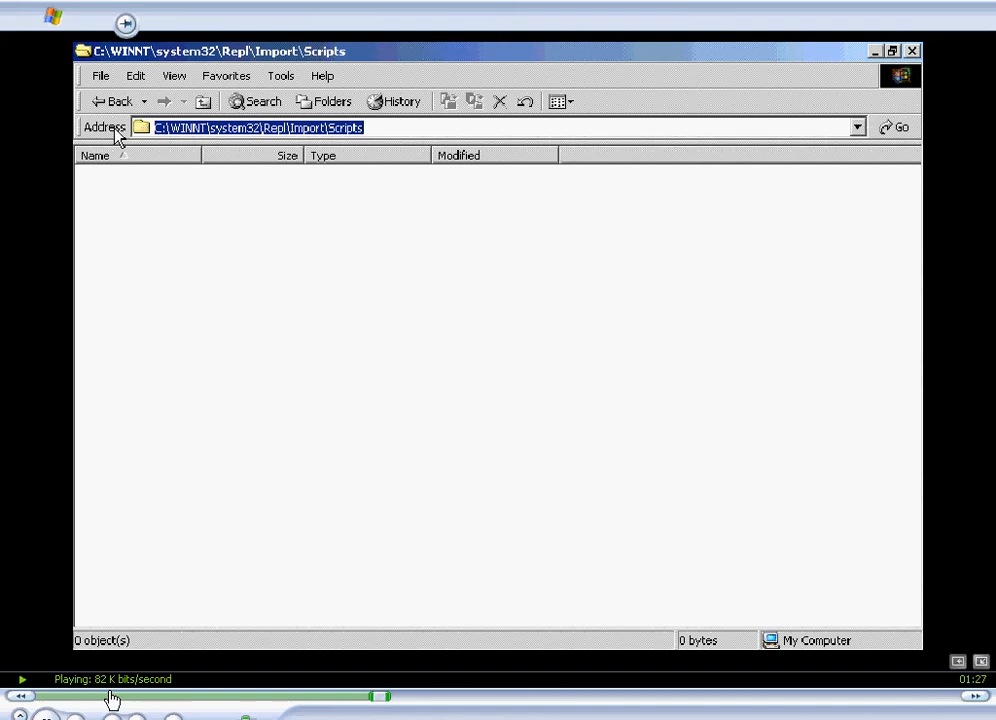 C:\WINNT\system32\Repl\Import\Scripts
File Edit View Favorites Tools Help
Back Search Folders History
Address C:\WINNT\system32\Repl\Import\Scripts Go
Name Size Type Modified
0 object(s) 0 bytes My Computer
Playing: 82 K bits/second 01:27